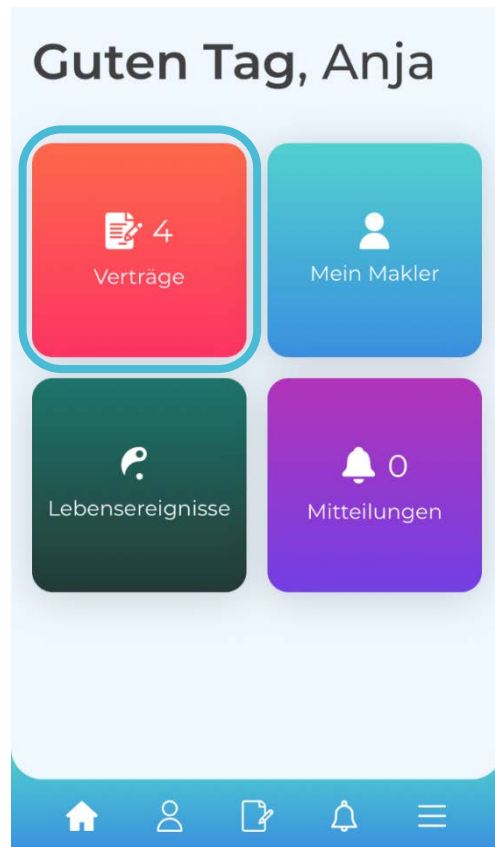 Guten Tag, Anja
4
Verträge
Mein Makler
Lebensereignisse
0
Mitteilungen